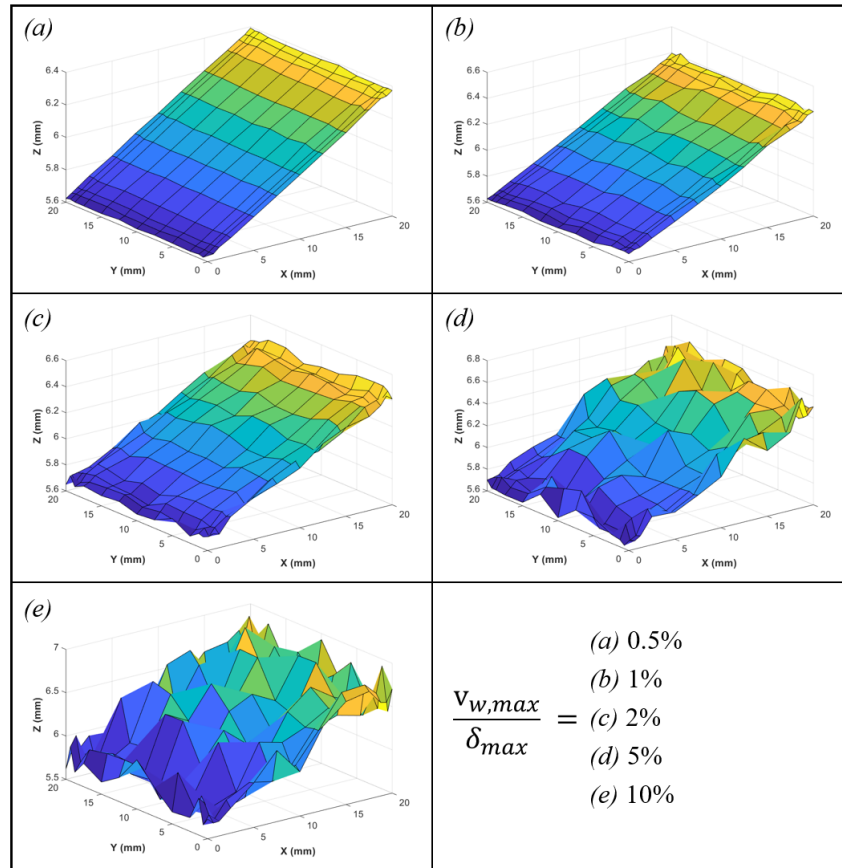 (a)
6.4
6.2
6
5.8
5.6
Z (mm)
20
15
10
5
0
Y (mm)
0
5
10
15
20
X (mm)
(b)
6.6
6.4
6.2
6
5.8
5.6
Z (mm)
20
15
10
5
0
Y (mm)
0
5
10
15
20
X (mm)
(c)
6.6
6.4
6.2
6
5.8
5.6
Z (mm)
20
15
10
5
0
Y (mm)
0
5
10
15
20
X (mm)
(d)
6.8
6.6
6.4
6.2
6
5.8
5.6
Z (mm)
20
15
10
5
0
Y (mm)
0
5
10
15
20
X (mm)
(e)
7
6.5
6
5.5
Z (mm)
20
15
10
5
0
Y (mm)
0
5
10
15
20
X (mm)
v_{w,max}
δ_{max}
=
(a) 0.5%
(b) 1%
(c) 2%
(d) 5%
(e) 10%